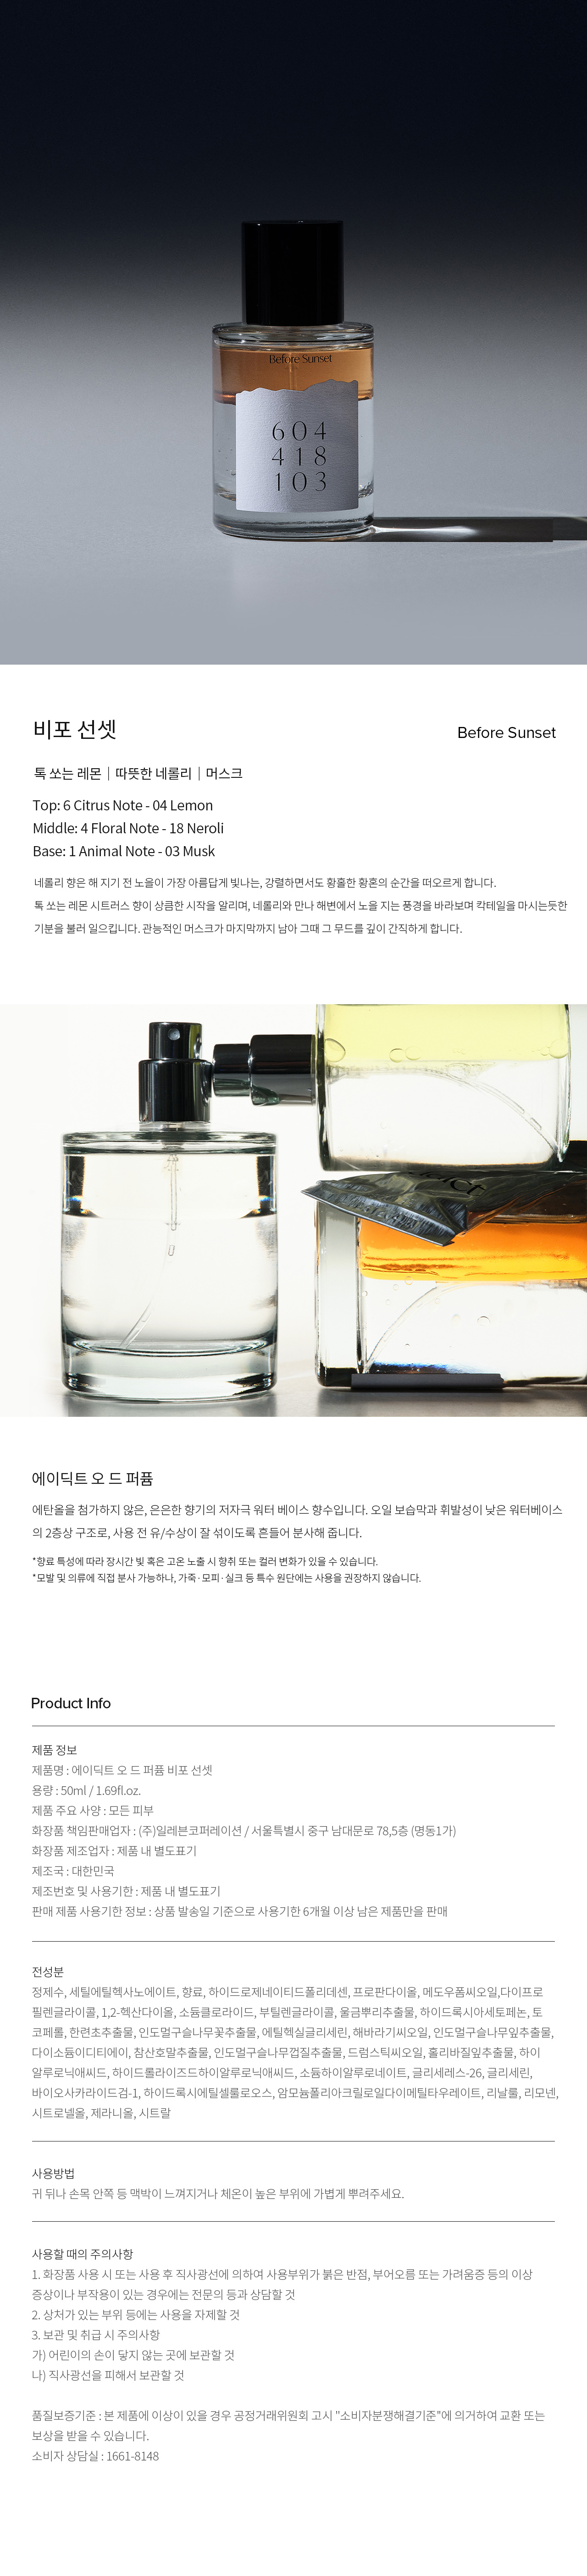 Before Sunset
604
418
103
비포 선셋
Before Sunset
톡 쏘는 레몬｜따뜻한 네롤리｜머스크
Top: 6 Citrus Note - 04 Lemon
Middle: 4 Floral Note - 18 Neroli
Base: 1 Animal Note - 03 Musk
네롤리 향은 해 지기 전 노을이 가장 아름답게 빛나는, 강렬하면서도 황홀한 황혼의 순간을 떠오르게 합니다.
톡 쏘는 레몬 시트러스 향이 상큼한 시작을 알리며, 네롤리와 만나 해변에서 노을 지는 풍경을 바라보며 칵테일을 마시는듯한
기분을 불러 일으킵니다. 관능적인 머스크가 마지막까지 남아 그때 그 무드를 깊이 간직하게 합니다.
에이딕트 오 드 퍼퓸
에탄올을 첨가하지 않은, 은은한 향기의 저자극 워터 베이스 향수입니다. 오일 보습막과 휘발성이 낮은 워터베이스
의 2층상 구조로, 사용 전 유/수상이 잘 섞이도록 흔들어 분사해 줍니다.
*향료 특성에 따라 장시간 빛 혹은 고온 노출 시 향취 또는 컬러 변화가 있을 수 있습니다.
*모발 및 의류에 직접 분사 가능하나, 가죽·모피·실크 등 특수 원단에는 사용을 권장하지 않습니다.
Product Info
제품 정보
제품명 : 에이딕트 오 드 퍼퓸 비포 선셋
용량 : 50ml / 1.69fl.oz.
제품 주요 사양 : 모든 피부
화장품 책임판매업자 : (주)일레븐코퍼레이션 / 서울특별시 중구 남대문로 78,5층 (명동1가)
화장품 제조업자 : 제품 내 별도표기
제조국 : 대한민국
제조번호 및 사용기한 : 제품 내 별도표기
판매 제품 사용기한 정보 : 상품 발송일 기준으로 사용기한 6개월 이상 남은 제품만을 판매
전성분
정제수, 세틸에틸헥사노에이트, 향료, 하이드로제네이티드폴리데센, 프로판다이올, 메도우폼씨오일,다이프로
필렌글라이콜, 1,2-헥산다이올, 소듐클로라이드, 부틸렌글라이콜, 울금뿌리추출물, 하이드록시아세토페논, 토
코페롤, 한련초추출물, 인도멀구슬나무꽃추출물, 에틸헥실글리세린, 해바라기씨오일, 인도멀구슬나무잎추출물,
다이소듐이디티에이, 참산호말추출물, 인도멀구슬나무껍질추출물, 드럼스틱씨오일, 홀리바질잎추출물, 하이
알루로닉애씨드, 하이드롤라이즈드하이알루로닉애씨드, 소듐하이알루로네이트, 글리세레스-26, 글리세린,
바이오사카라이드검-1, 하이드록시에틸셀룰로오스, 암모늄폴리아크릴로일다이메틸타우레이트, 리날룰, 리모넨,
시트로넬올, 제라니올, 시트랄
사용방법
귀 뒤나 손목 안쪽 등 맥박이 느껴지거나 체온이 높은 부위에 가볍게 뿌려주세요.
사용할 때의 주의사항
1. 화장품 사용 시 또는 사용 후 직사광선에 의하여 사용부위가 붉은 반점, 부어오름 또는 가려움증 등의 이상
증상이나 부작용이 있는 경우에는 전문의 등과 상담할 것
2. 상처가 있는 부위 등에는 사용을 자제할 것
3. 보관 및 취급 시 주의사항
가) 어린이의 손이 닿지 않는 곳에 보관할 것
나) 직사광선을 피해서 보관할 것
품질보증기준 : 본 제품에 이상이 있을 경우 공정거래위원회 고시 "소비자분쟁해결기준"에 의거하여 교환 또는
보상을 받을 수 있습니다.
소비자 상담실 : 1661-8148